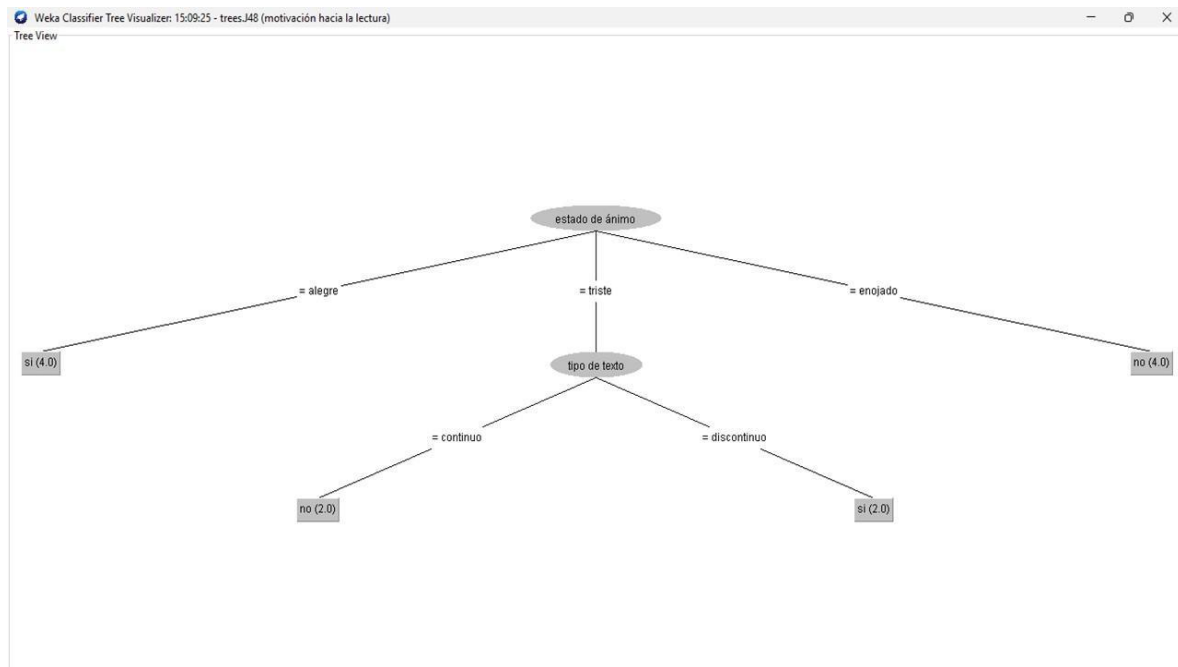 Weka Classifier Tree Visualizer: 15:09:25 - trees.J48 (motivación hacia la lectura)
Tree View
estado de ánimo
= alegre = triste = enojado
si (4.0) tipo de texto no (4.0)
= continuo = discontinuo
no (2.0) si (2.0)